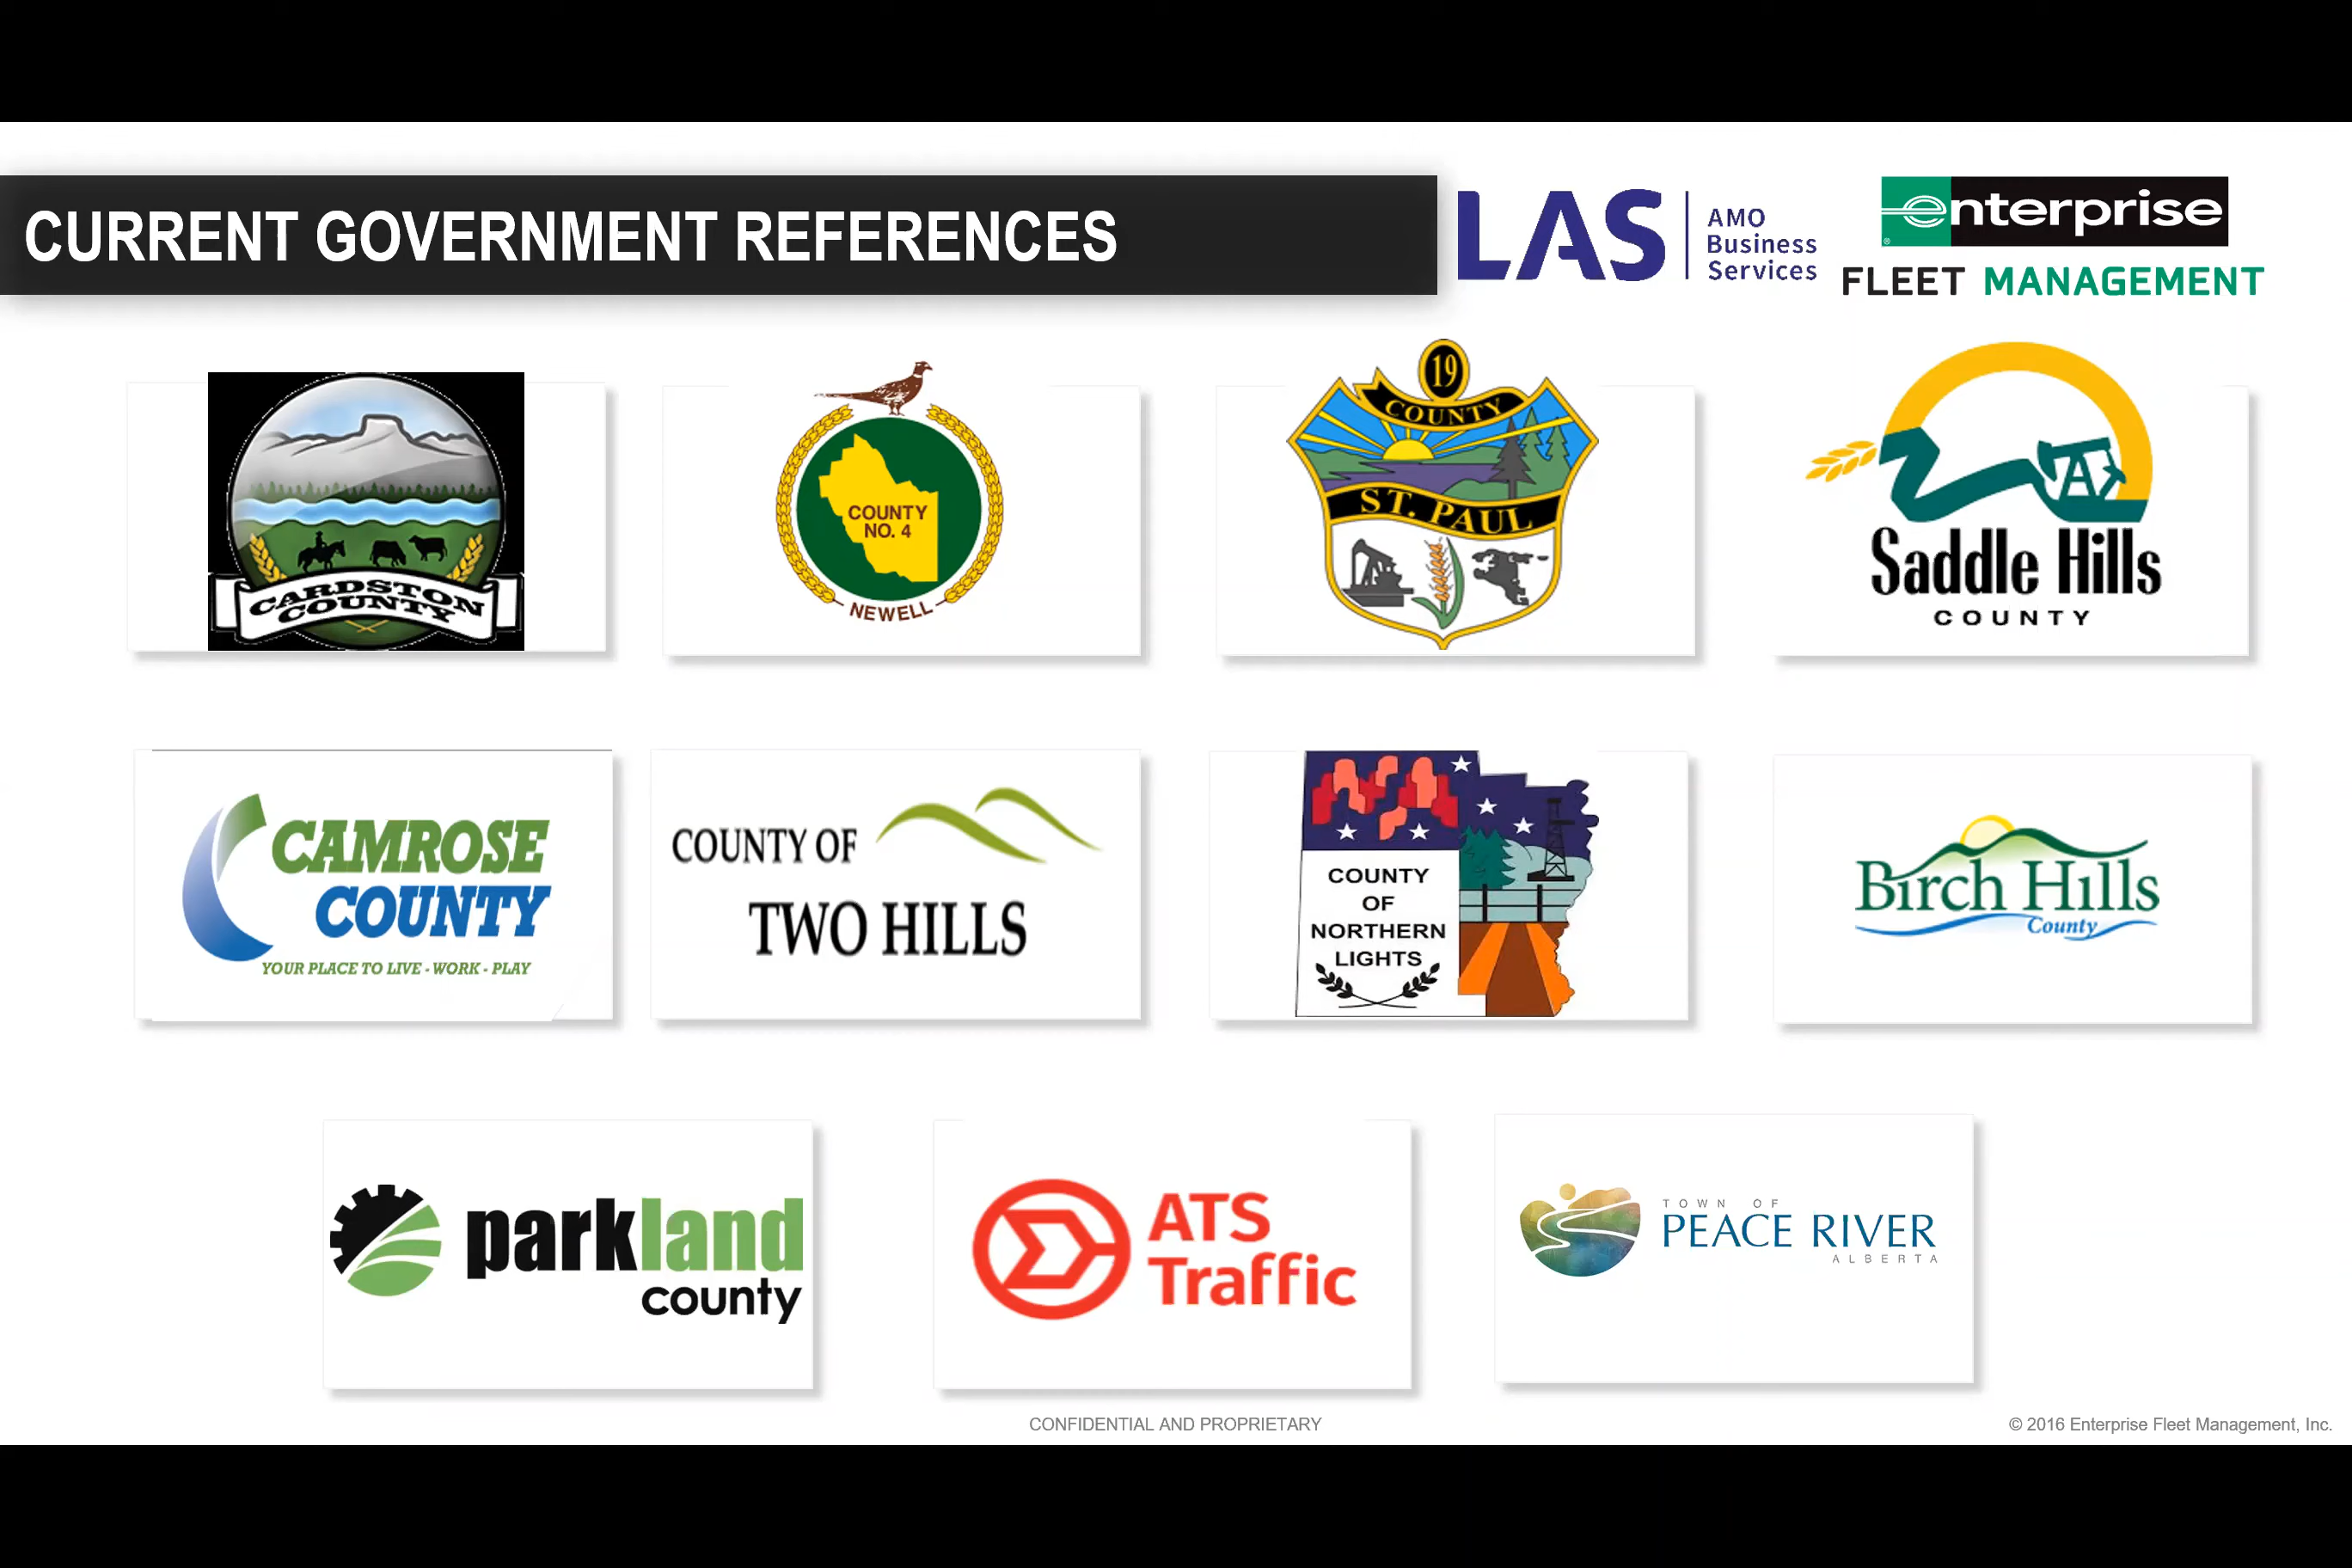 CURRENT GOVERNMENT REFERENCES
LAS
AMO
Business
Services
enterprise
FLEET MANAGEMENT
CARDSTON
COUNTY
COUNTY
NO. 4
NEWELL
19
COUNTY
ST. PAUL
Saddle Hills
COUNTY
CAMROSE
COUNTY
YOUR PLACE TO LIVE - WORK - PLAY
COUNTY OF
TWO HILLS
COUNTY
OF
NORTHERN
LIGHTS
Birch Hills
County
parkland
county
ATS
Traffic
TOWN OF
PEACE RIVER
ALBERTA
CONFIDENTIAL AND PROPRIETARY
© 2016 Enterprise Fleet Management, Inc.